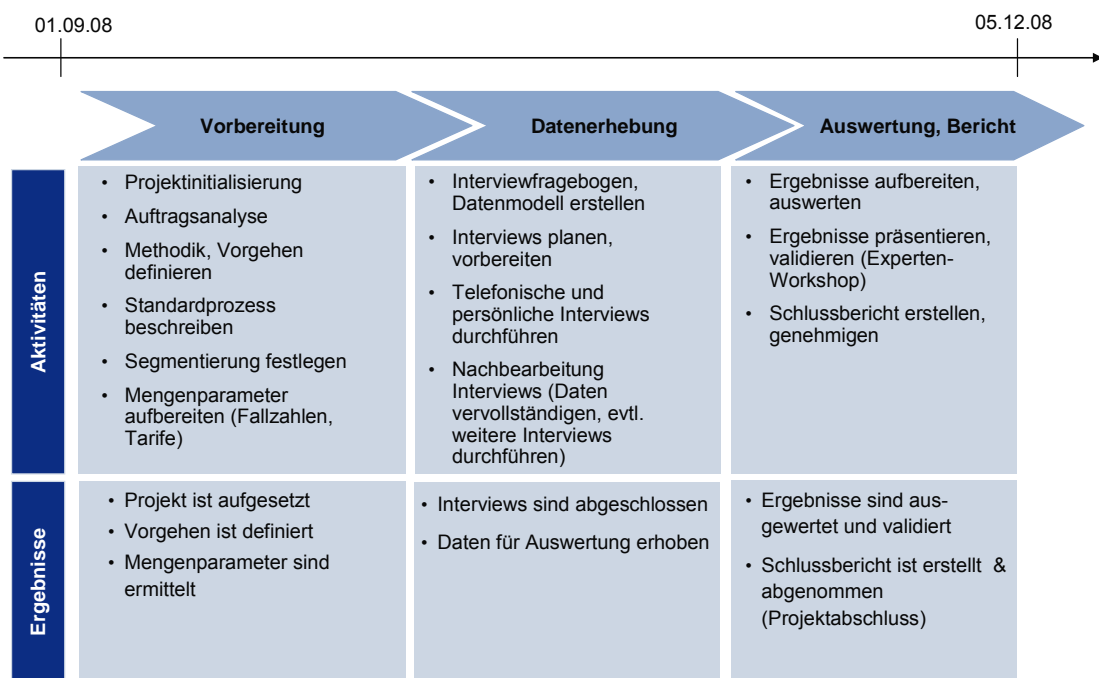 01.09.08
05.12.08
Vorbereitung
Datenerhebung
Auswertung, Bericht
Aktivitäten
• Projektinitialisierung
• Auftragsanalyse
• Methodik, Vorgehen
definieren
• Standardprozess
beschreiben
• Segmentierung festlegen
• Mengenparameter
aufbereiten (Fallzahlen,
Tarife)
• Interviewfragebogen,
Datenmodell erstellen
• Interviews planen,
vorbereiten
• Telefonische und
persönliche Interviews
durchführen
• Nachbearbeitung
Interviews (Daten
vervollständigen, evtl.
weitere Interviews
durchführen)
• Ergebnisse aufbereiten,
auswerten
• Ergebnisse präsentieren,
validieren (Experten-
Workshop)
• Schlussbericht erstellen,
genehmigen
Ergebnisse
• Projekt ist aufgesetzt
• Vorgehen ist definiert
• Mengenparameter sind
ermittelt
• Interviews sind abgeschlossen
• Daten für Auswertung erhoben
• Ergebnisse sind aus-
gewertet und validiert
• Schlussbericht ist erstellt &
abgenommen
(Projektabschluss)